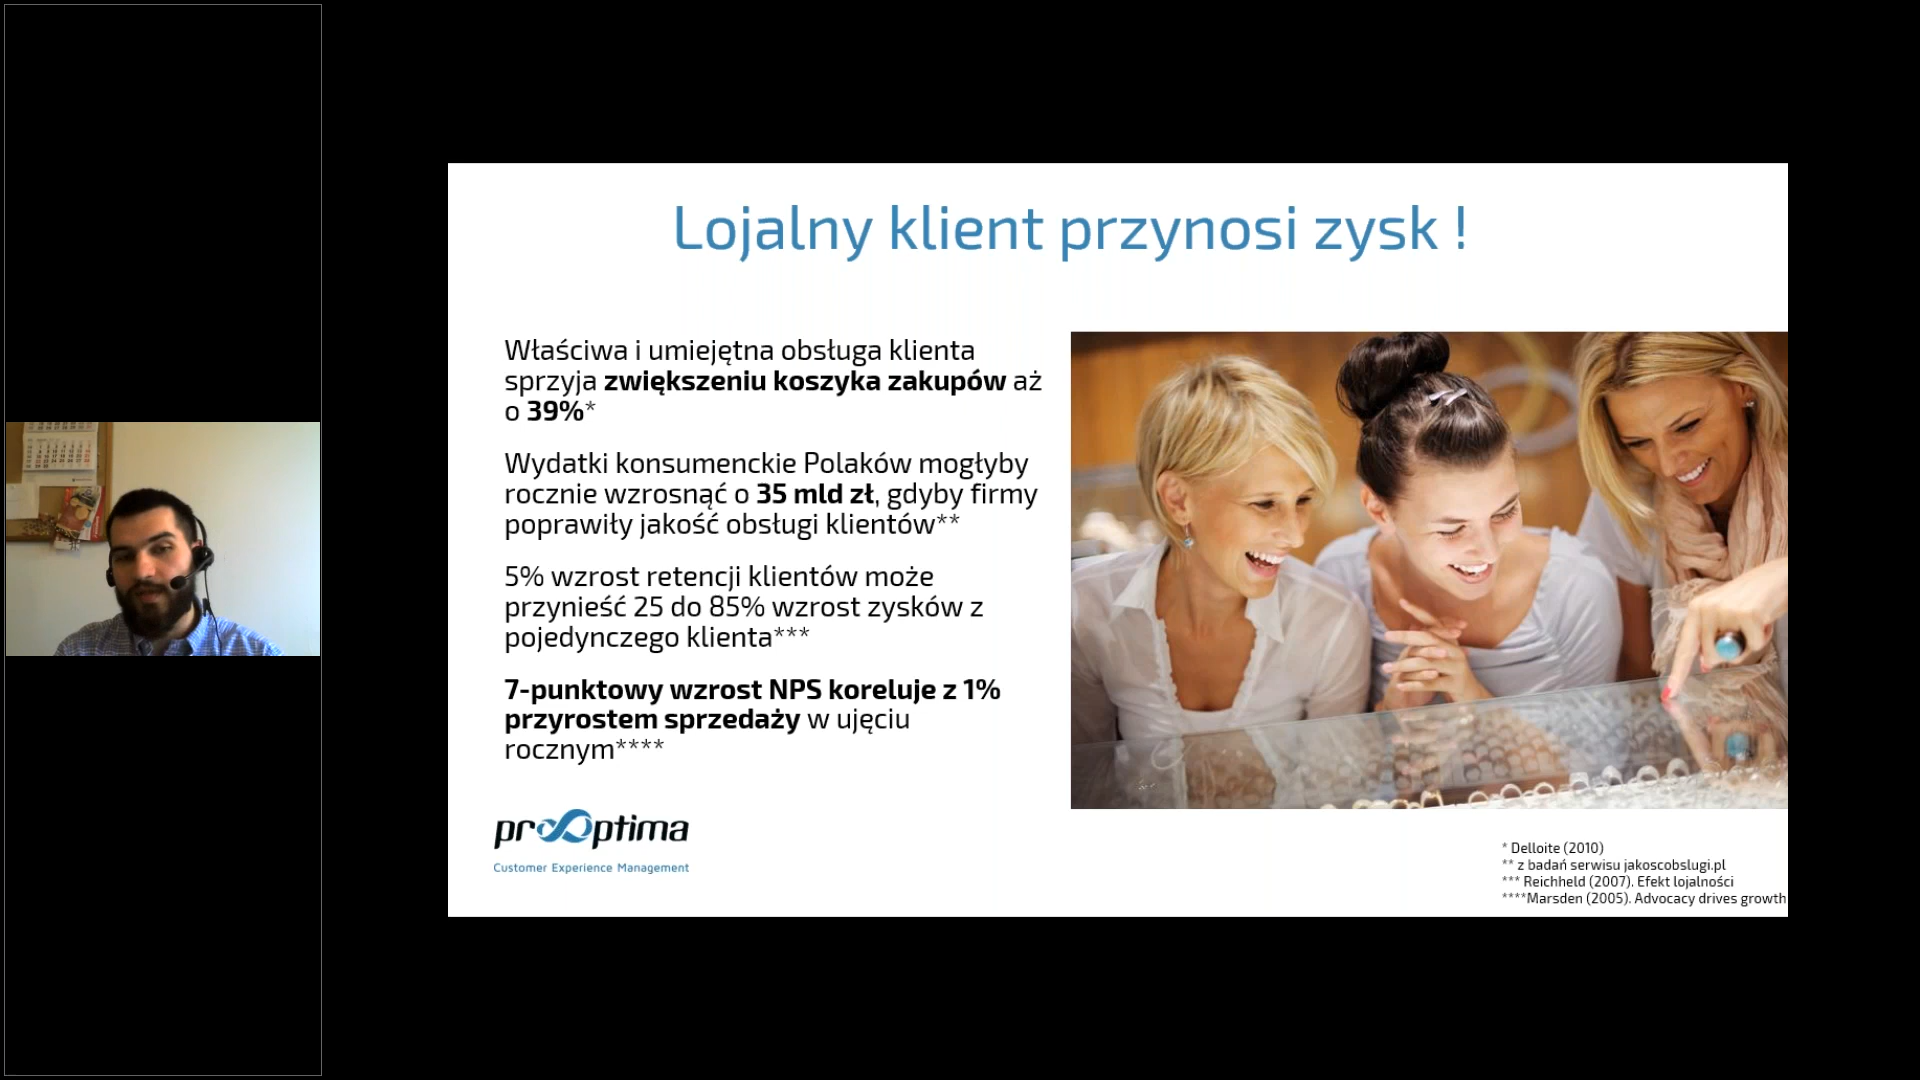 Lojalny klient przynosi zysk !
Właściwa i umiejętna obsługa klienta
sprzyja zwiększeniu koszyka zakupów aż
o 39%*
Wydatki konsumenckie Polaków mogłyby
rocznie wzrosnąć o 35 mld zł, gdyby firmy
poprawiły jakość obsługi klientów**
5% wzrost retencji klientów może
przynieść 25 do 85% wzrost zysków z
pojedynczego klienta***
7-punktowy wzrost NPS koreluje z 1%
przyrostem sprzedaży w ujęciu
rocznym****
prooptima
Customer Experience Management
* Delloite (2010)
** z badań serwisu jakoscobslugi.pl
*** Reichheld (2007). Efekt lojalności
****Marsden (2005). Advocacy drives growth